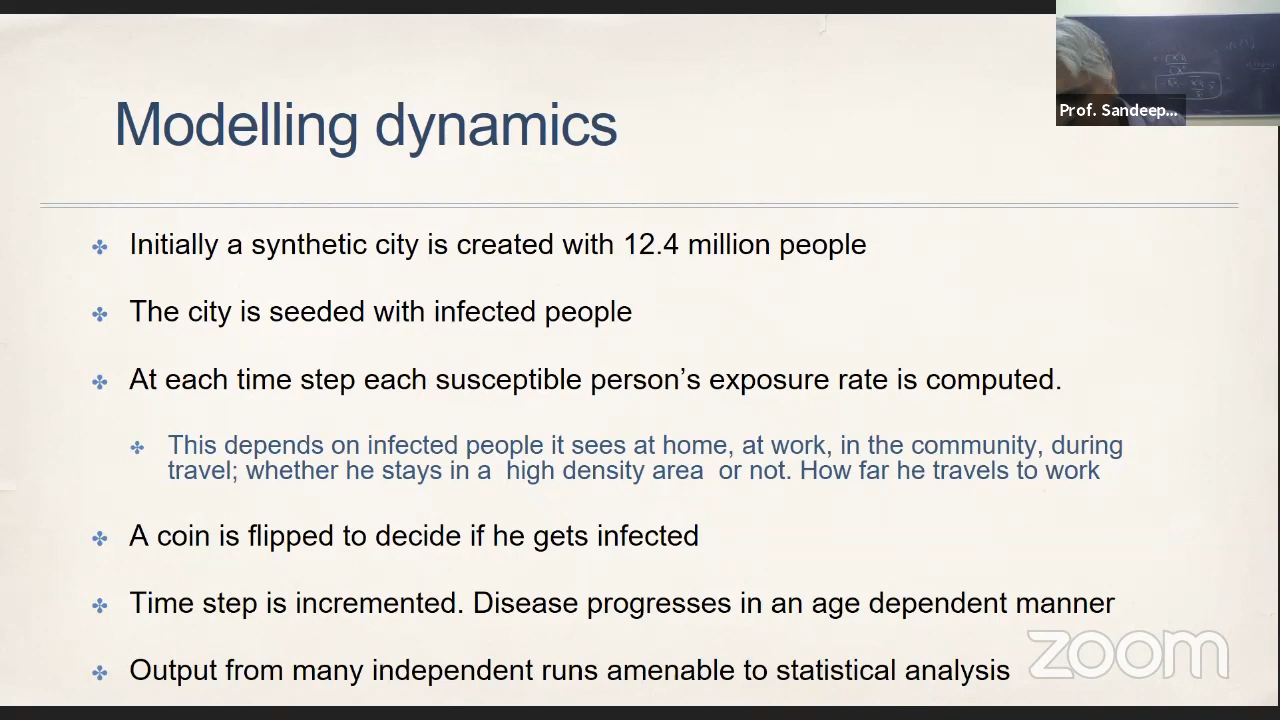 Modelling dynamics
Prof. Sandeep...
Initially a synthetic city is created with 12.4 million people
The city is seeded with infected people
At each time step each susceptible person's exposure rate is computed.
This depends on infected people it sees at home, at work, in the community, during
travel; whether he stays in a high density area or not. How far he travels to work
A coin is flipped to decide if he gets infected
Time step is incremented. Disease progresses in an age dependent manner
Output from many independent runs amenable to statistical analysis
zoom